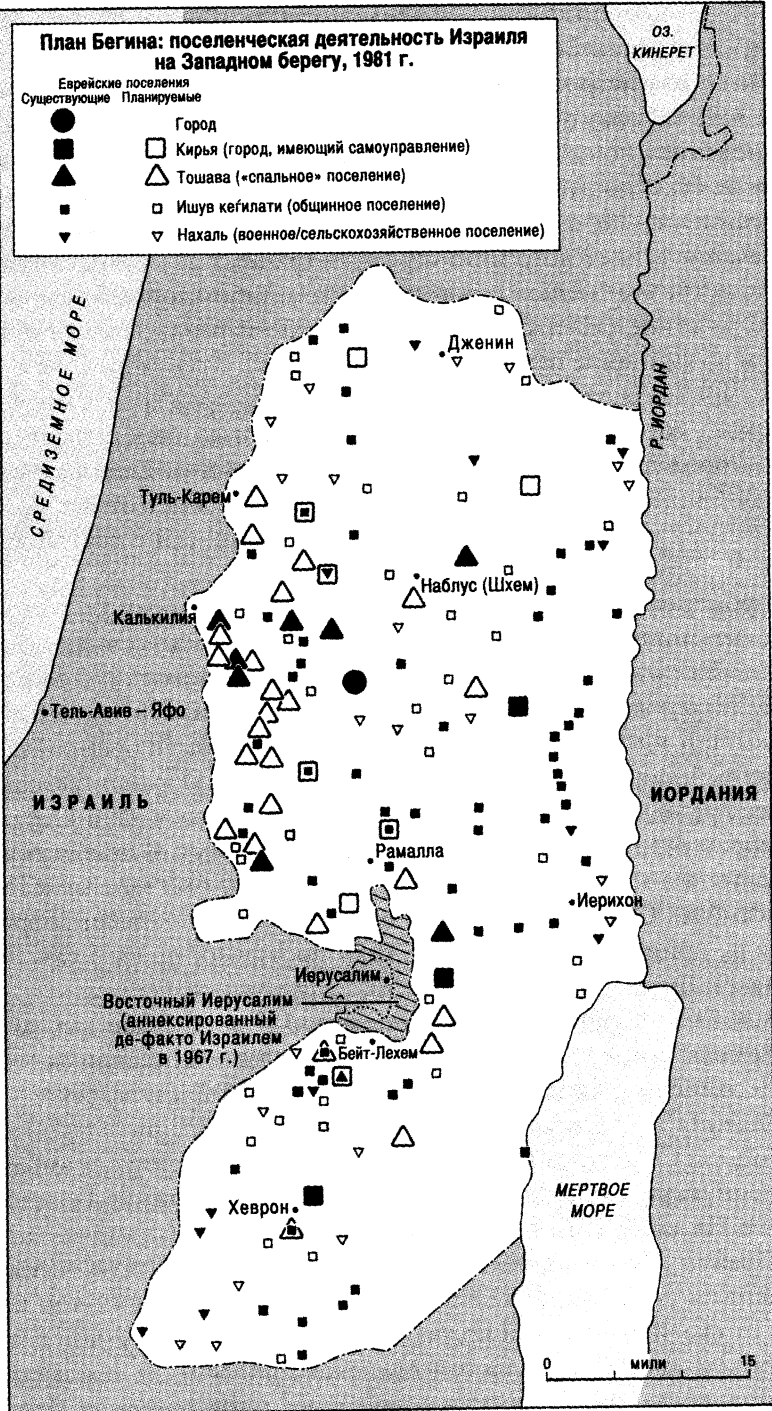 План Бегина: поселенческая деятельность Израиля
на Западном берегу, 1981 г.
Еврейские поселения
Существующие Планируемые
Город
Кирья (город, имеющий самоуправление)
Тошава («спальное» поселение)
Ишув кеѓилати (общинное поселение)
Нахаль (военное/сельскохозяйственное поселение)
ОЗ.
КИНЕРЕТ
СРЕДИЗЕМНОЕ МОРЕ
Дженин
Р. ИОРДАН
Туль-Карем
Наблус (Шхем)
Калькилия
Тель-Авив – Яфо
ИЗРАИЛЬ
ИОРДАНИЯ
Рамалла
Иерихон
Иерусалим
Восточный Иерусалим
(аннексированный
де-факто Израилем
в 1967 г.)
Бейт-Лехем
Хеврон
МЕРТВОЕ
МОРЕ
0 мили 15